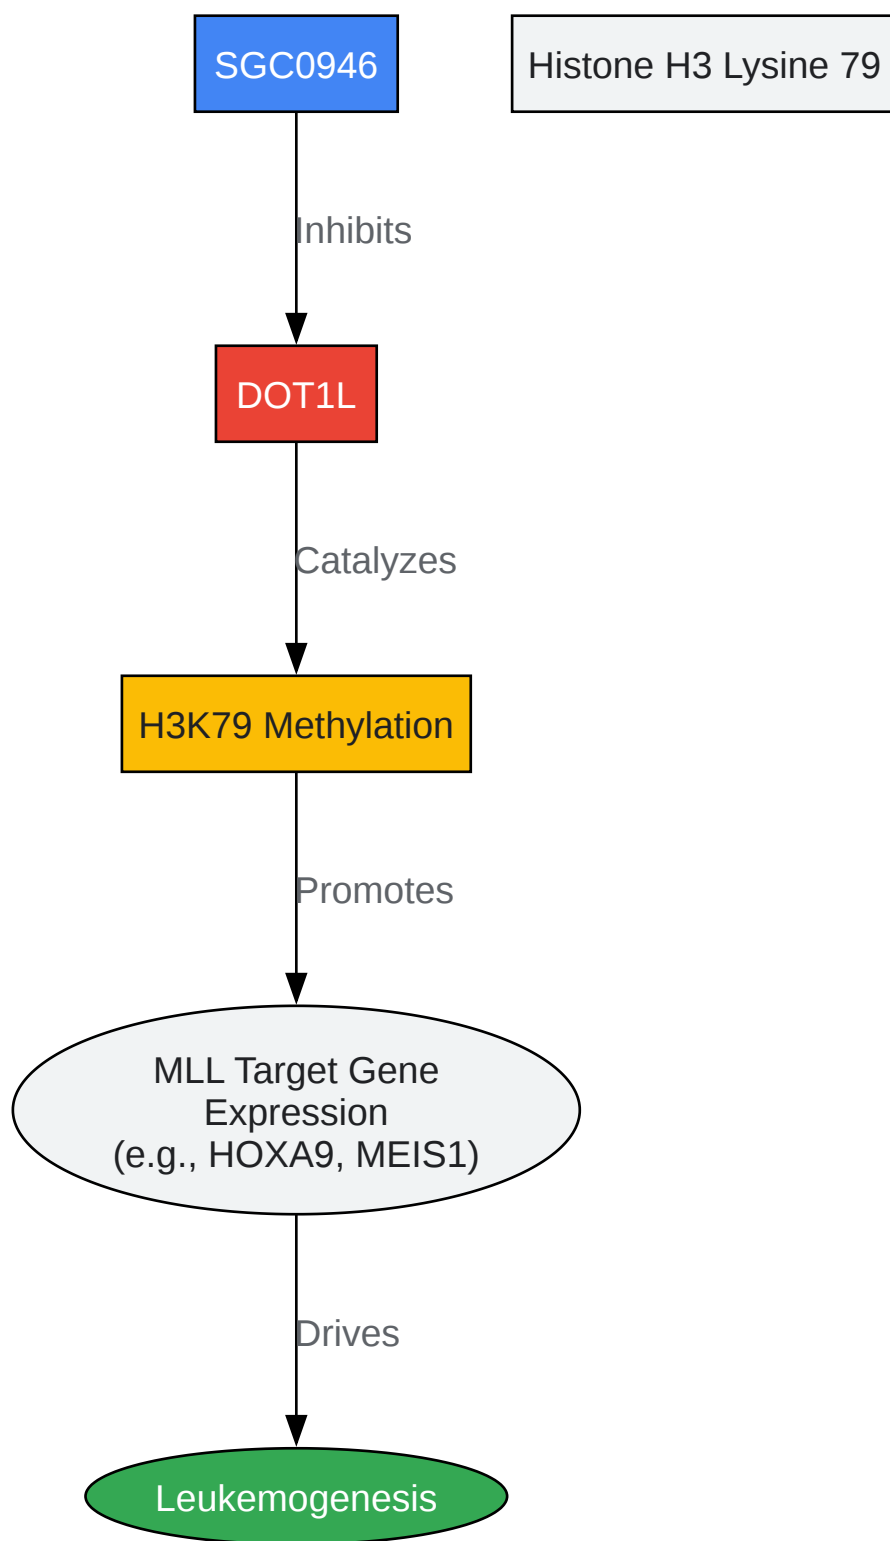 SGC0946
Histone H3 Lysine 79
Inhibits
DOT1L
Catalyzes
H3K79 Methylation
Promotes
MLL Target Gene
Expression
(e.g., HOXA9, MEIS1)
Drives
Leukemogenesis